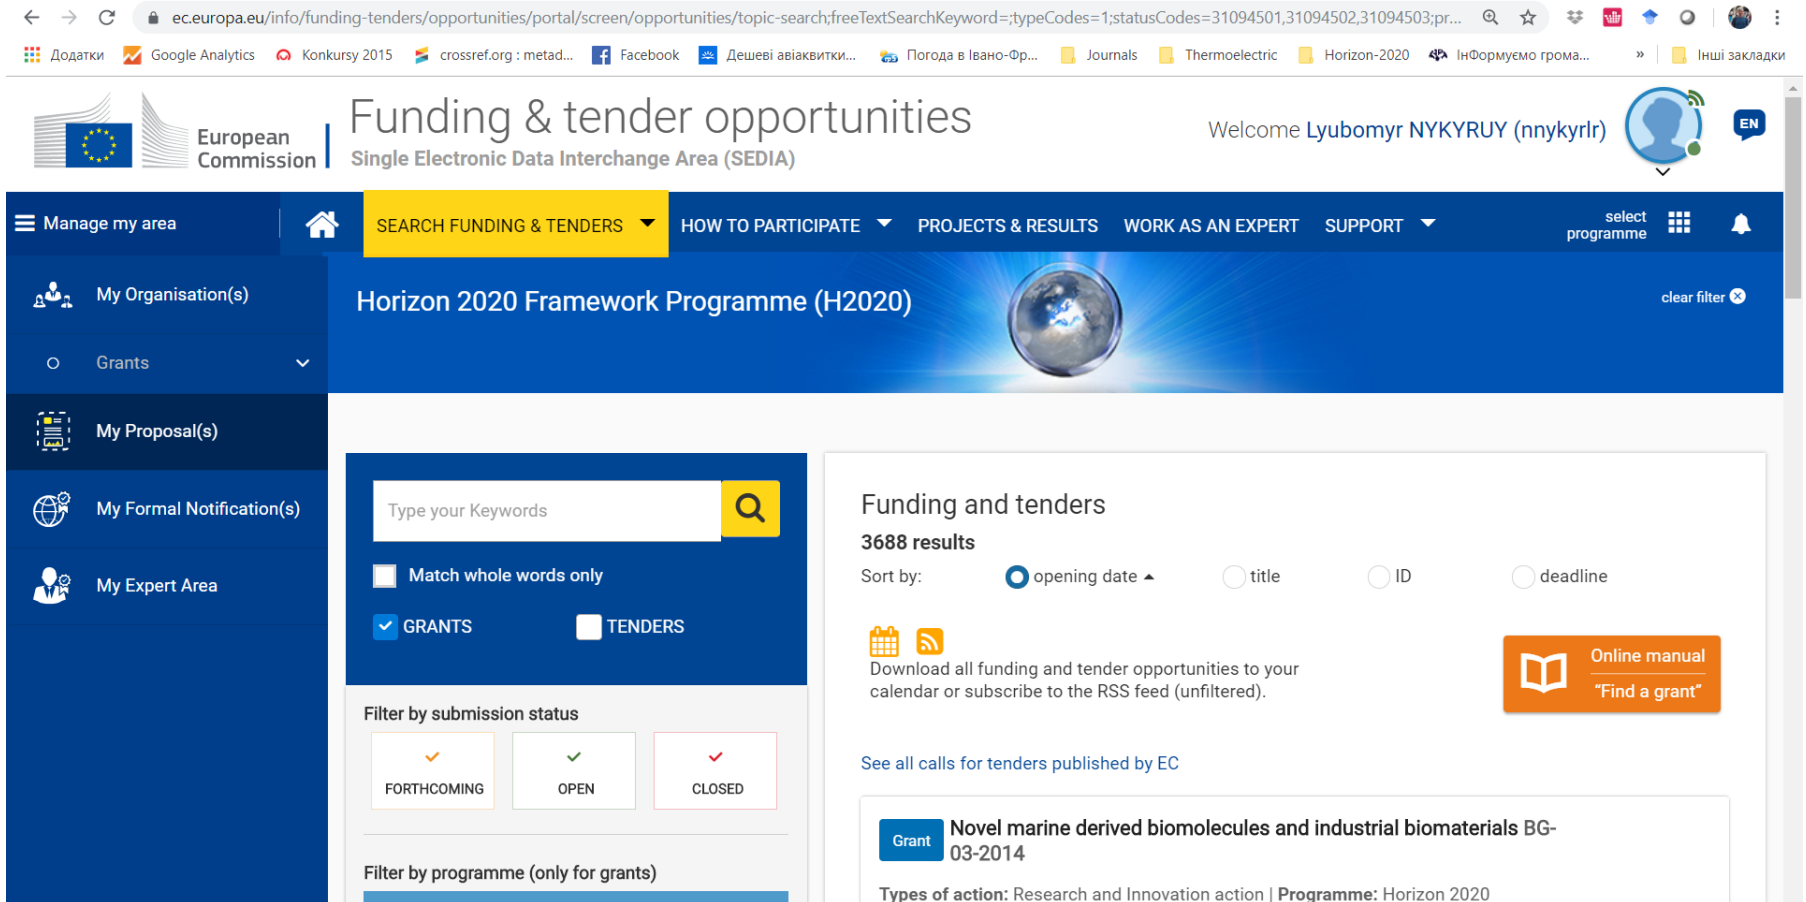 ec.europa.eu/info/funding-tenders/opportunities/portal/screen/opportunities/topic-search;freeTextSearchKeyword=;typeCodes=1;statusCodes=31094501,31094502,31094503;pr...
Додатки Google Analytics Konkursy 2015 crossref.org : metad... Facebook Дешеві авіаквитки... Погода в Івано-Фр... Journals Thermoelectric Horizon-2020 ІнФормуємо грома... » Інші закладки
European
Commission
Funding & tender opportunities
Single Electronic Data Interchange Area (SEDIA)
Welcome Lyubomyr NYKYRUY (nnykyrlr)
EN
Manage my area
SEARCH FUNDING & TENDERS HOW TO PARTICIPATE PROJECTS & RESULTS WORK AS AN EXPERT SUPPORT
select
programme
My Organisation(s)
Grants
My Proposal(s)
My Formal Notification(s)
My Expert Area
Horizon 2020 Framework Programme (H2020)
clear filter
Type your Keywords
Match whole words only
GRANTS TENDERS
Filter by submission status
FORTHCOMING OPEN CLOSED
Filter by programme (only for grants)
Funding and tenders
3688 results
Sort by: opening date title ID deadline
Download all funding and tender opportunities to your
calendar or subscribe to the RSS feed (unfiltered).
Online manual
“Find a grant”
See all calls for tenders published by EC
Grant Novel marine derived biomolecules and industrial biomaterials BG-
03-2014
Types of action: Research and Innovation action | Programme: Horizon 2020